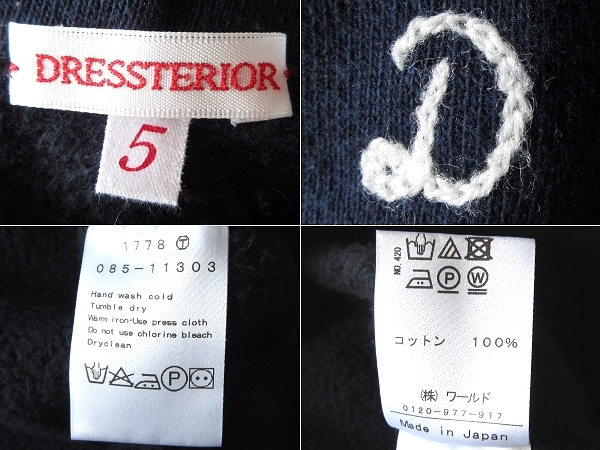 DRESSTERIOR
5
D
1778 Ⓣ
085-11303
Hand wash cold
Tumble dry
Warm iron·Use press cloth
Do not use chlorine bleach
Dryclean
P
NO. 420
P W
コットン 100%
(株) ワールド
0120-977-917
Made in Japan